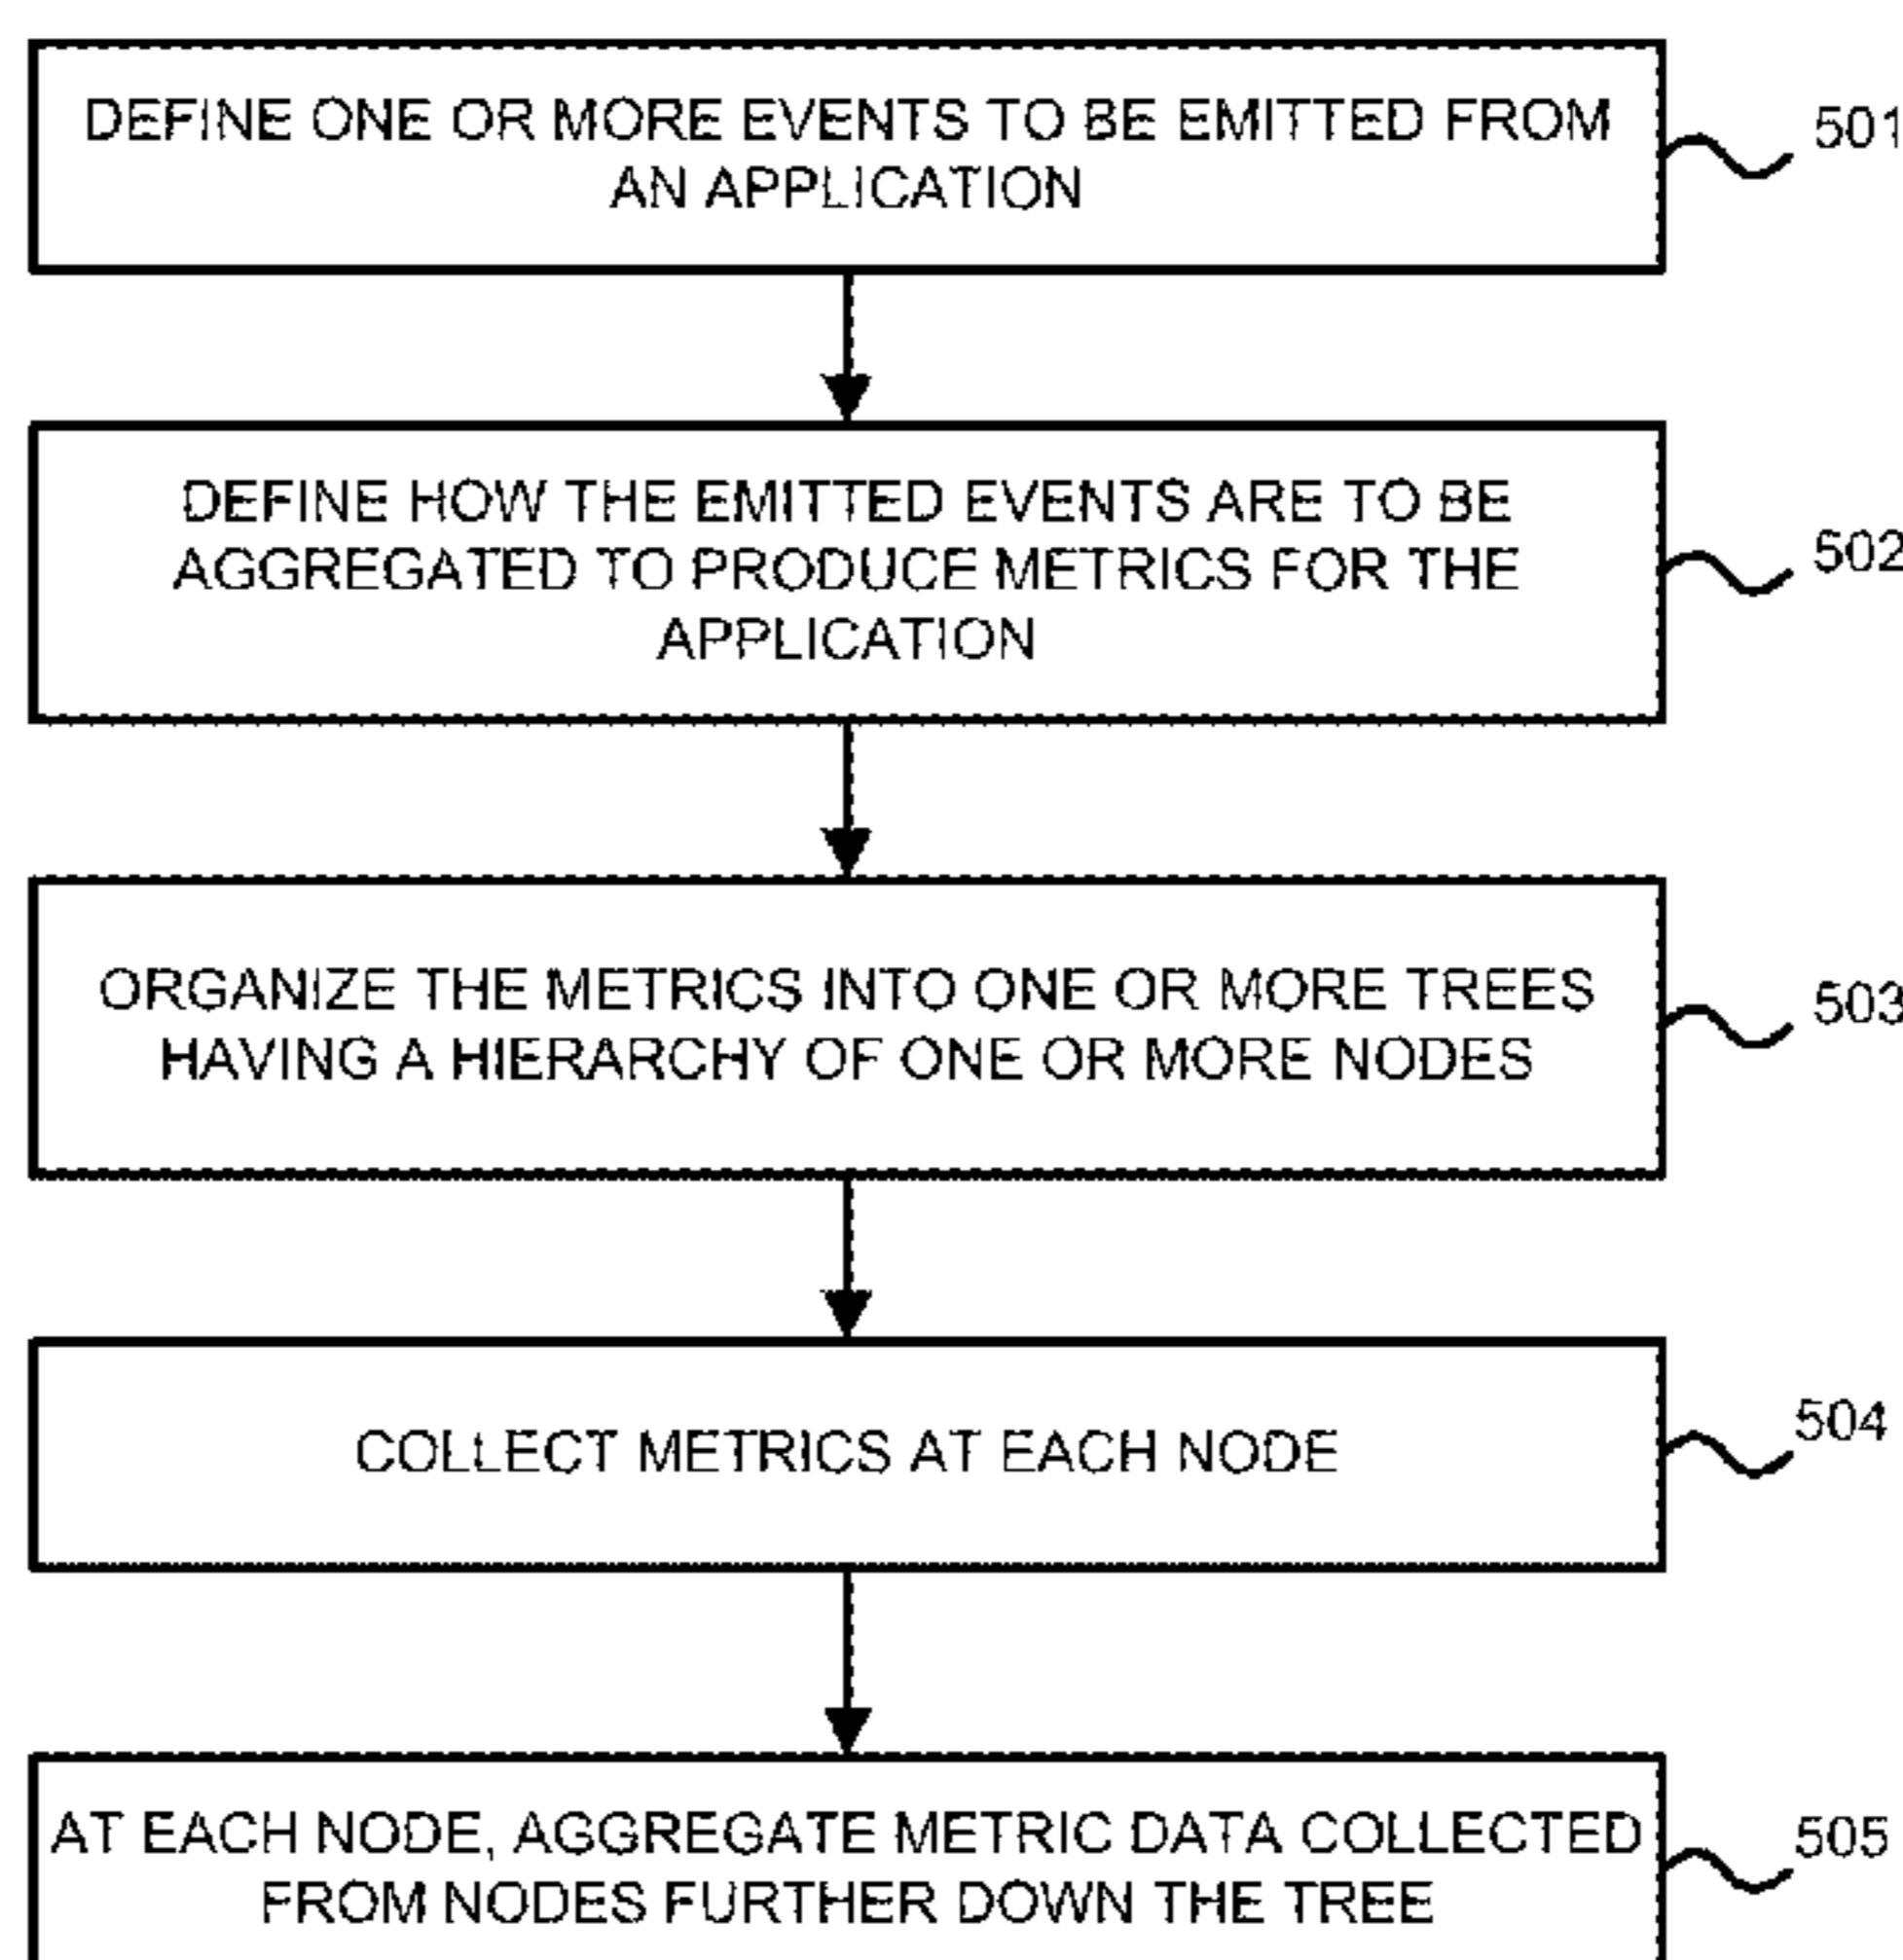 DEFINE ONE OR MORE EVENTS TO BE EMITTED FROM
AN APPLICATION
501
DEFINE HOW THE EMITTED EVENTS ARE TO BE
AGGREGATED TO PRODUCE METRICS FOR THE
APPLICATION
502
ORGANIZE THE METRICS INTO ONE OR MORE TREES
HAVING A HIERARCHY OF ONE OR MORE NODES
503
COLLECT METRICS AT EACH NODE
504
AT EACH NODE, AGGREGATE METRIC DATA COLLECTED
FROM NODES FURTHER DOWN THE TREE
505